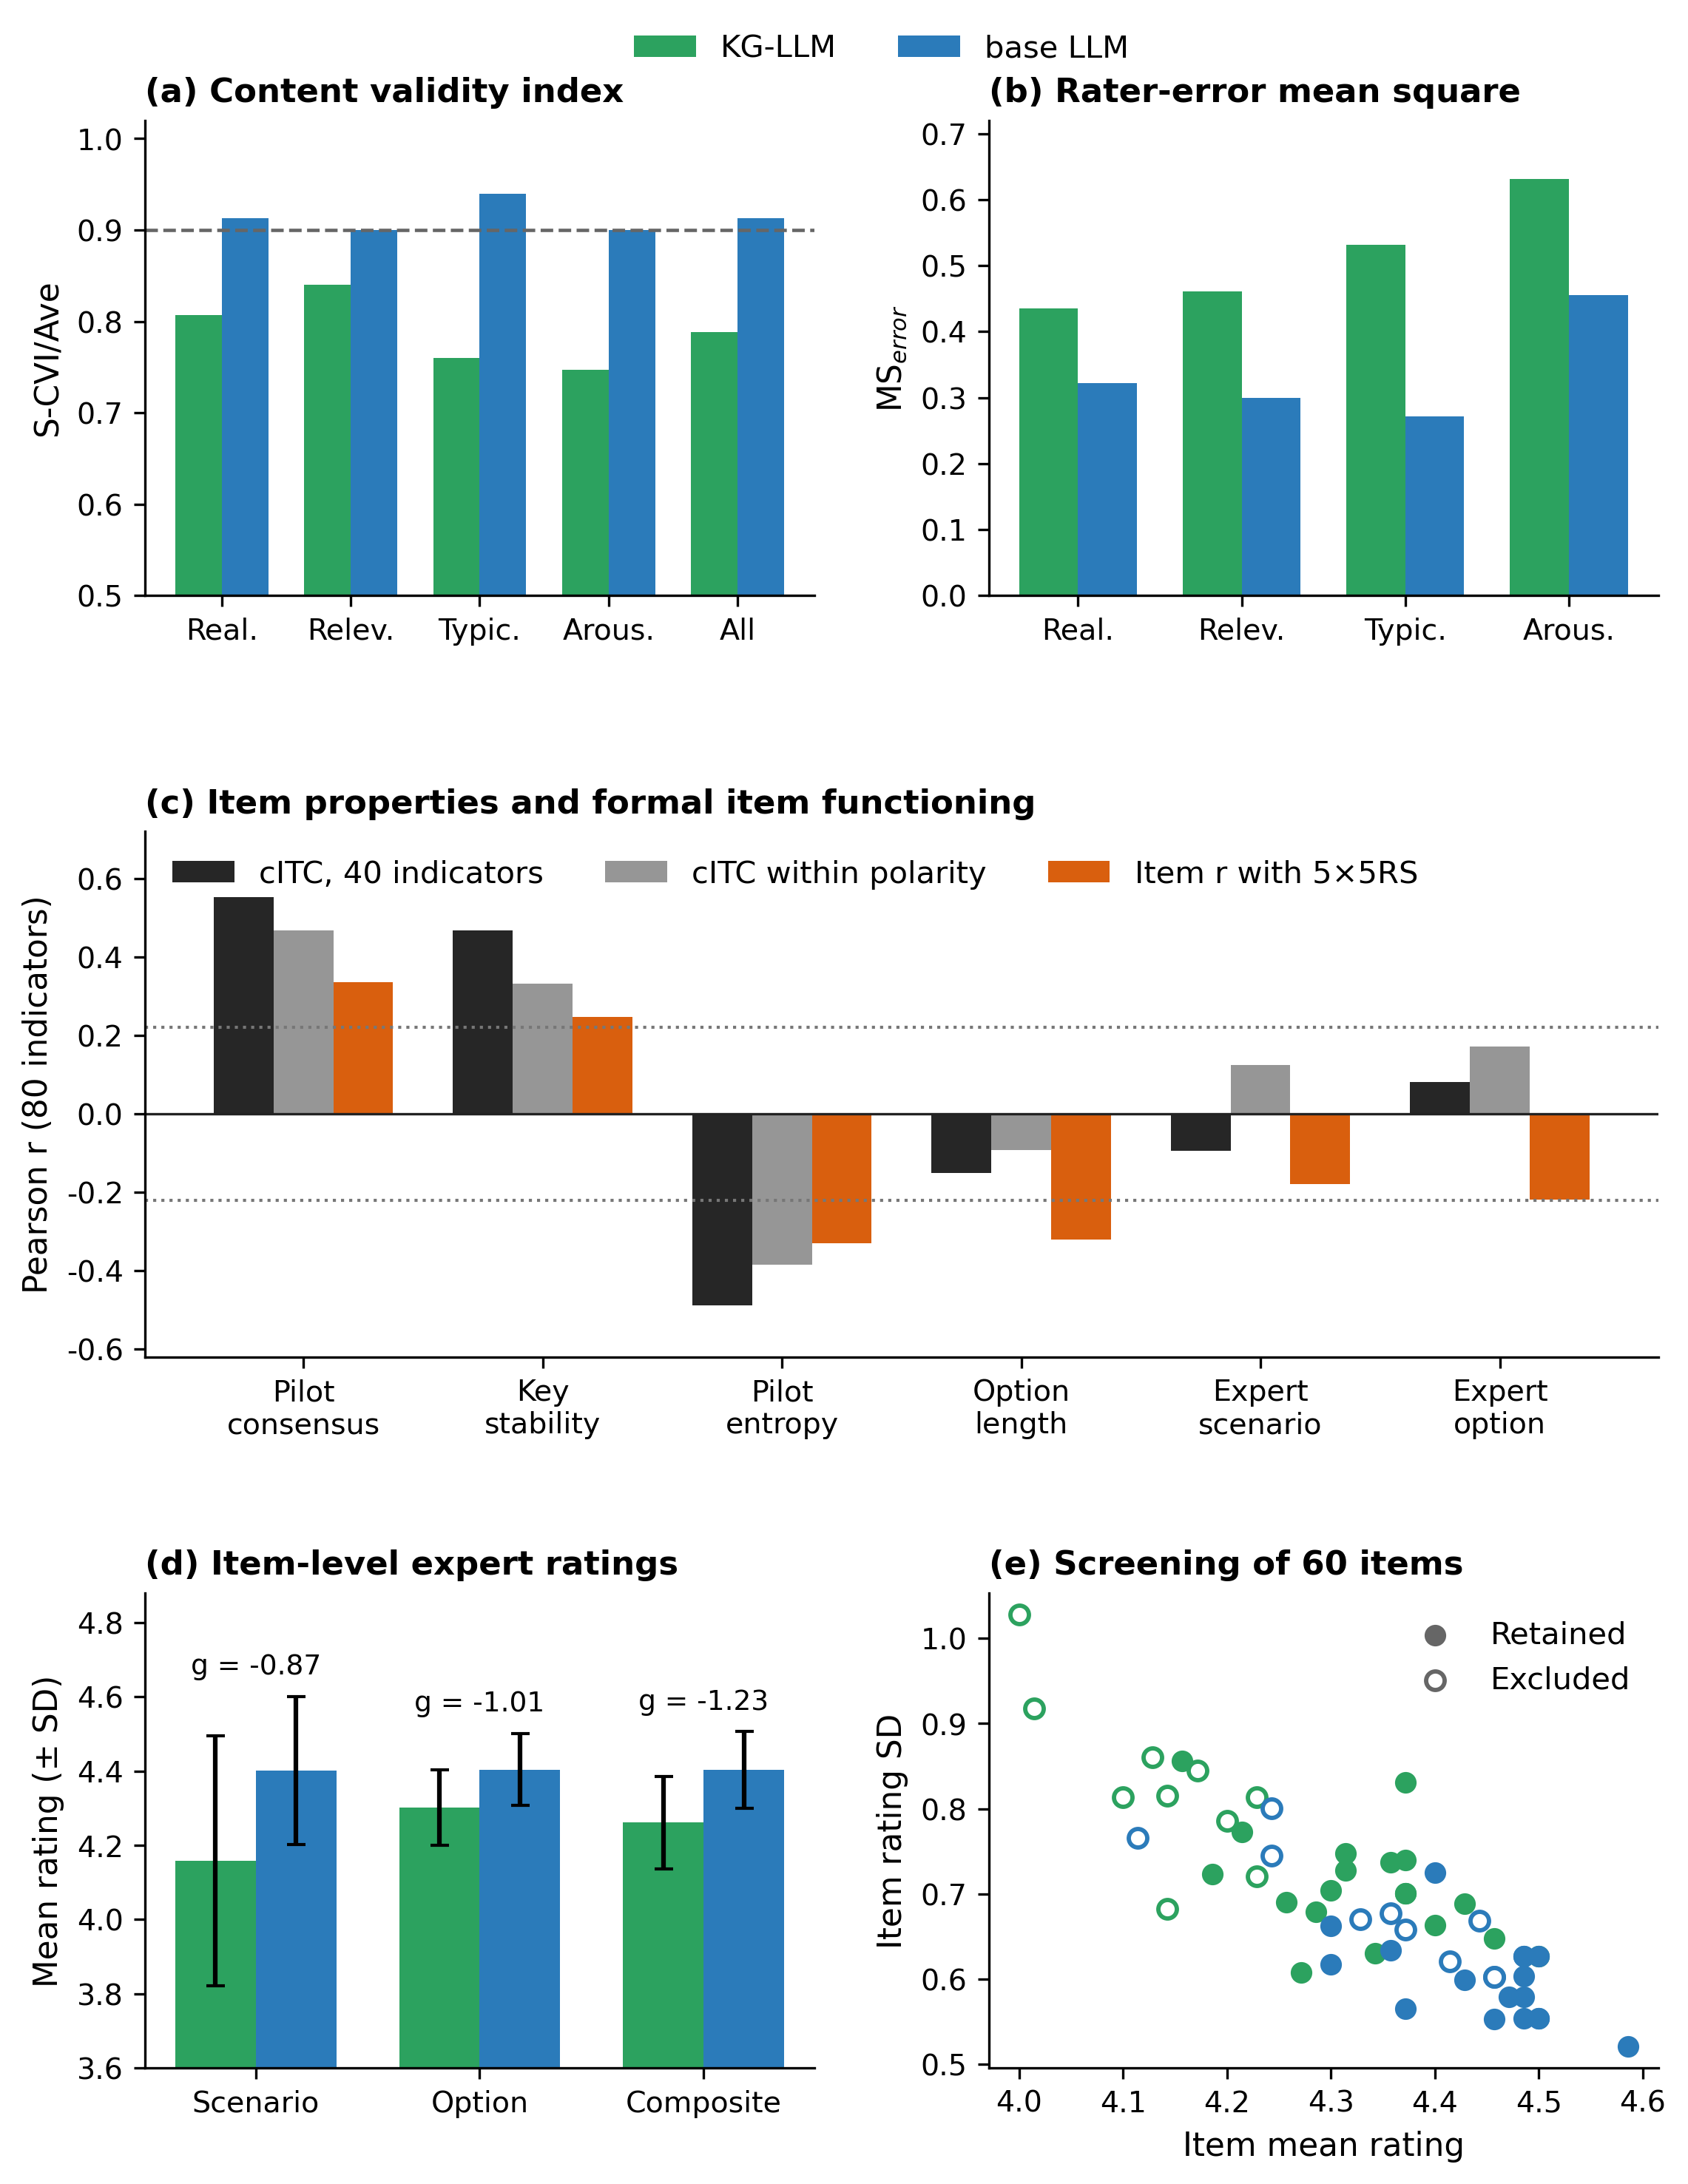 KG-LLM base LLM
(a) Content validity index
S-CVI/Ave
1.0
0.9
0.8
0.7
0.6
0.5
Real. Relev. Typic. Arous. All
(b) Rater-error mean square
MSerror
0.7
0.6
0.5
0.4
0.3
0.2
0.1
0.0
Real. Relev. Typic. Arous.
(c) Item properties and formal item functioning
cITC, 40 indicators cITC within polarity Item r with 5×5RS
Pearson r (80 indicators)
0.6
0.4
0.2
0.0
-0.2
-0.4
-0.6
Pilot consensus
Key stability
Pilot entropy
Option length
Expert scenario
Expert option
(d) Item-level expert ratings
Mean rating (± SD)
4.8
4.6
4.4
4.2
4.0
3.8
3.6
g = -0.87
g = -1.01
g = -1.23
Scenario Option Composite
(e) Screening of 60 items
Retained
Excluded
Item rating SD
1.0
0.9
0.8
0.7
0.6
0.5
4.0 4.1 4.2 4.3 4.4 4.5 4.6
Item mean rating